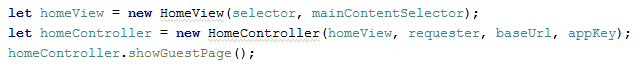 let homeView = new HomeView(selector, mainContentSelector);
let homeController = new HomeController(homeView, requester, baseUrl, appKey);
homeController.showGuestPage();